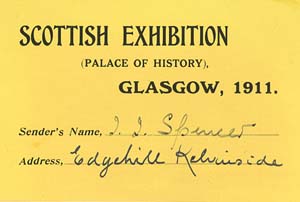 SCOTTISH EXHIBITION
(PALACE OF HISTORY),
GLASGOW, 1911.
Sender's Name, J. J. Spencer
Address, Edgehill Kelvinside